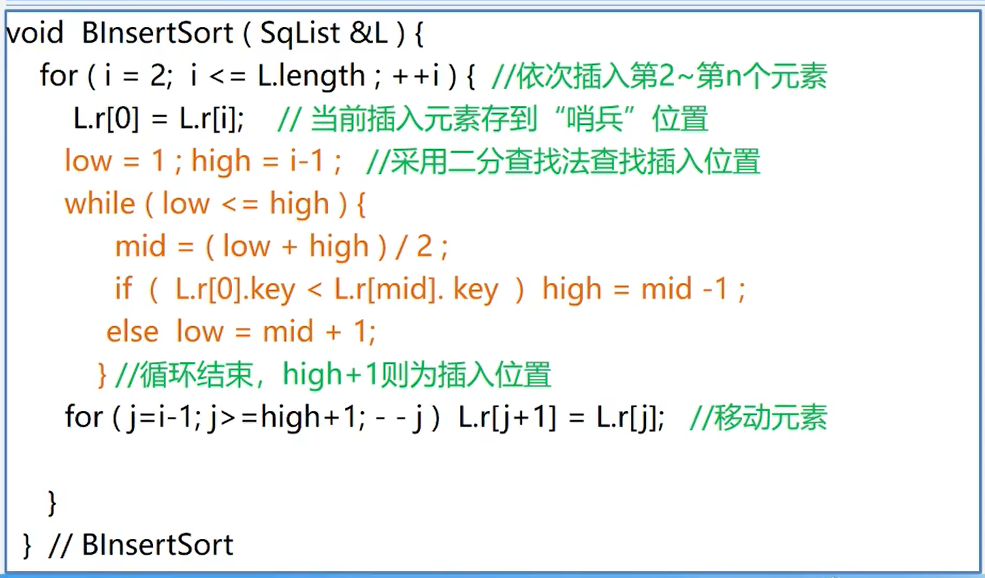 void BInsertSort ( SqList &L ) {
for ( i = 2; i <= L.length ; ++i ) { //依次插入第2~第n个元素
L.r[0] = L.r[i]; // 当前插入元素存到“哨兵”位置
low = 1 ; high = i-1 ; //采用二分查找法查找插入位置
while ( low <= high ) {
mid = ( low + high ) / 2 ;
if ( L.r[0].key < L.r[mid]. key ) high = mid -1 ;
else low = mid + 1;
} //循环结束，high+1则为插入位置
for ( j=i-1; j>=high+1; - - j ) L.r[j+1] = L.r[j]; //移动元素
}
} // BInsertSort